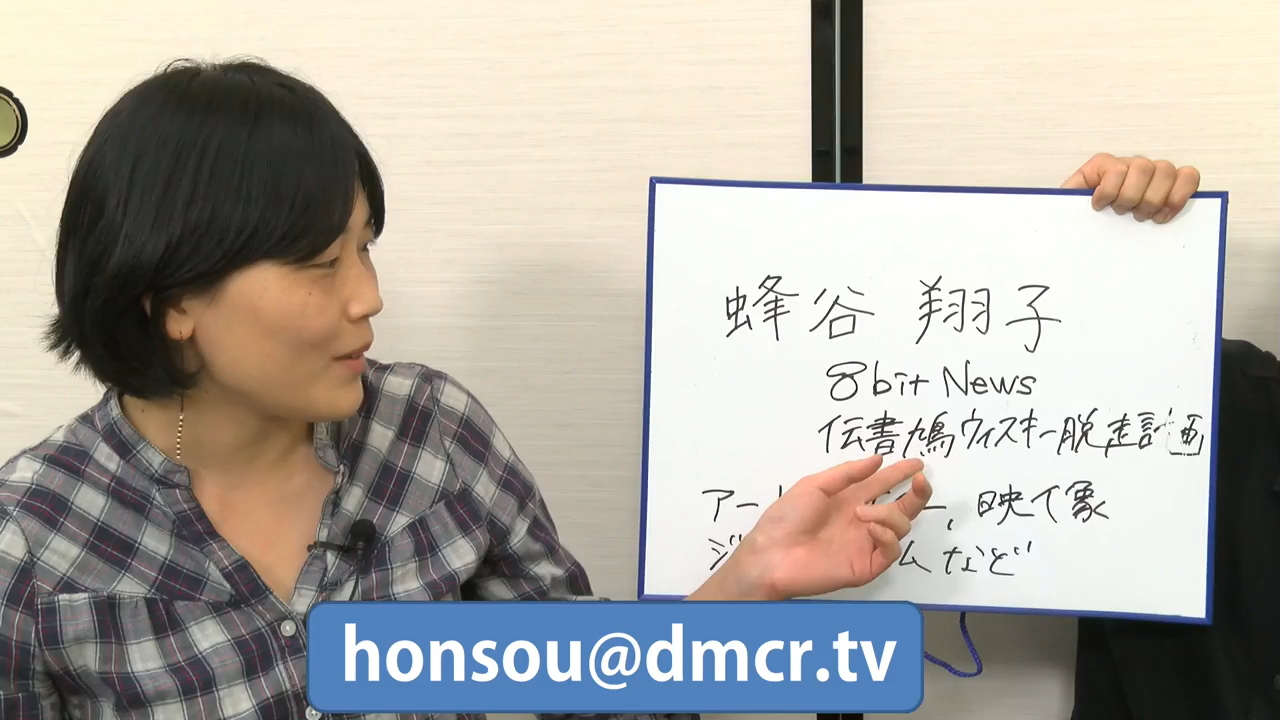 蜂谷 翔子
8bit News
伝書鳩ウィスキー脱走計画
アー
, 映像
ジ
ムなど
honsou@dmcr.tv